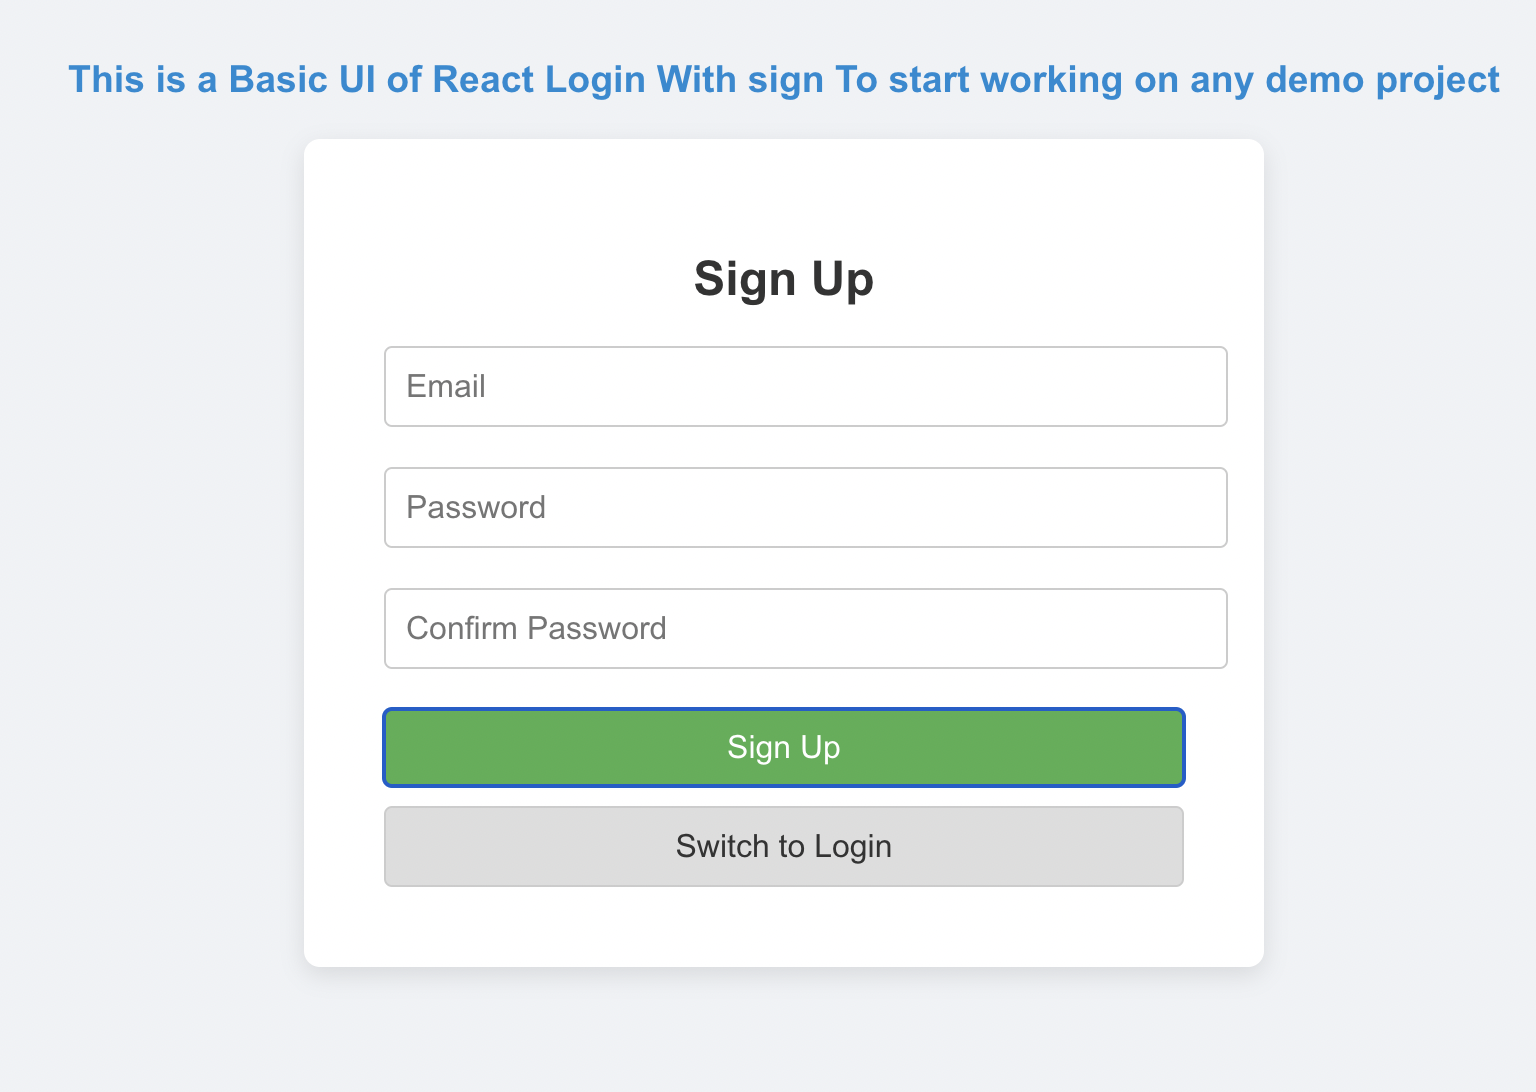 This is a Basic UI of React Login With sign To start working on any demo project
Sign Up
Email
Password
Confirm Password
Sign Up
Switch to Login